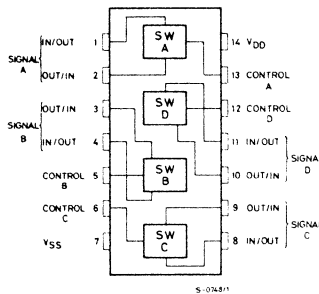 IN/OUT 1
SIGNAL A
OUT/IN 2
OUT/IN 3
SIGNAL B
IN/OUT 4
CONTROL B 5
CONTROL C 6
VSS 7
SW A
SW D
SW B
SW C
14 VDD
13 CONTROL A
12 CONTROL D
11 IN/OUT
SIGNA D
10 OUT/IN
9 OUT/IN
SIGNA C
8 IN/OUT
S-0748/1